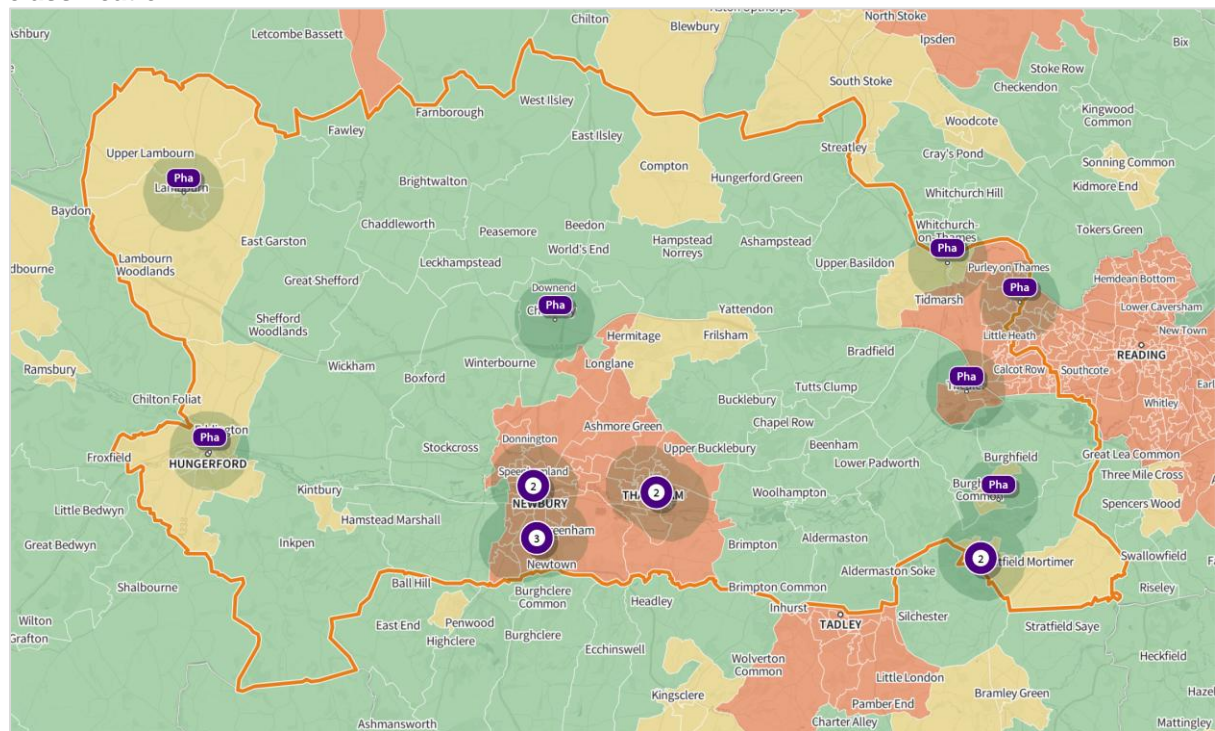 Ashbury
Letcombe Bassett
Chilton
Blewbury
North Stoke
Ipsden
Bix
Stoke Row
Checkendon
South Stoke
Kingwood
Common
Farnborough
West Ilsley
Fawley
East Ilsley
Woodcote
Streatley
Cray's Pond
Sonning Common
Kidmore End
Upper Lambourn
Compton
Hungerford Green
Brightwalton
Whitchurch Hill
Pha
Baydon
Chaddleworth
Peasemore
Beedon
World's End
Hampstead
Norreys
Ashampstead
Whitchurch-
on-Thames
Pha
Tokers Green
East Garston
Lambourn
Woodlands
Leckhampstead
Great Shefford
Upper Basildon
Purley on Thames
Hemdean Bottom
Pha
Downend
Pha
Tidmarsh
Lower Caversham
Shefford
Woodlands
Yattendon
Hermitage
Frilsham
Little Heath
New Town
READING
Ramsbury
Wickham
Winterbourne
Longlane
Bradfield
Calcot Row
Southcote
Boxford
Pha
Tutts Clump
Chilton Foliat
Bucklebury
Whitley
Ashmore Green
Chapel Row
Pha
Donnington
Stockcross
Upper Bucklebury
Beenham
Froxfield
HUNGERFORD
Burghfield
Great Lea Common
Lower Padworth
Three Mile Cross
2
NEWBURY
2
Pha
Kintbury
Woolhampton
Spencers Wood
Little Bedwyn
Hamstead Marshall
3
Aldermaston
Great Bedwyn
Inkpen
Brimpton
Newtown
2
Swallowfield
Aldermaston Soke
Shalbourne
Ball Hill
Burghclere
Common
Brimpton Common
Riseley
Headley
Inhurst
Silchester
Wilton
Penwood
East End
TADLEY
Stratfield Saye
Grafton
Highclere
Burghclere
Ecchinswell
Wolverton
Common
Heckfield
Little London
Kingsclere
Bramley Green
Pamber End
Ashmansworth
Charter Alley
Mattingley